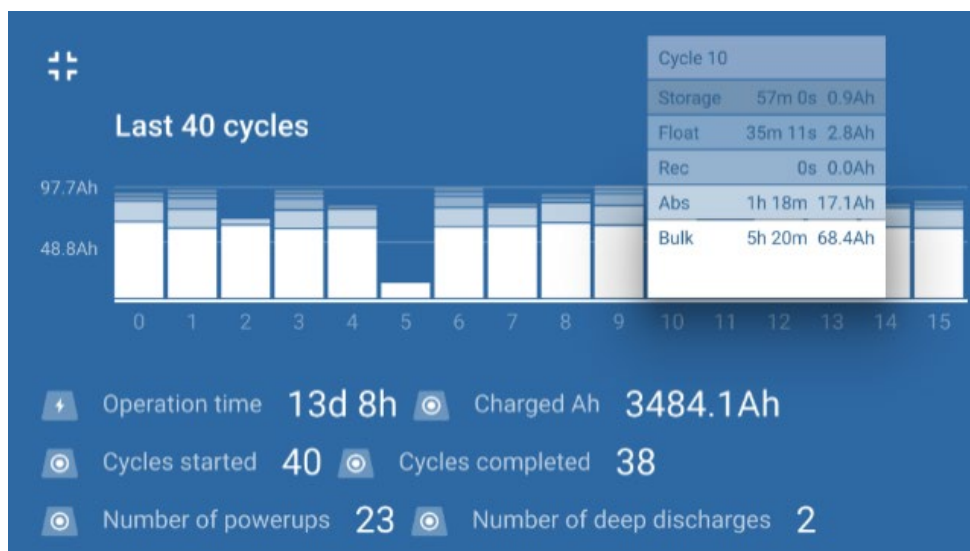 Cycle 10
Storage 57m 0s 0.9Ah
Last 40 cycles
Float 35m 11s 2.8Ah
Rec 0s 0.0Ah
97.7Ah
Abs 1h 18m 17.1Ah
48.8Ah
Bulk 5h 20m 68.4Ah
0 1 2 3 4 5 6 7 8 9 10 11 12 13 14 15
Operation time 13d 8h Charged Ah 3484.1Ah
Cycles started 40 Cycles completed 38
Number of powerups 23 Number of deep discharges 2